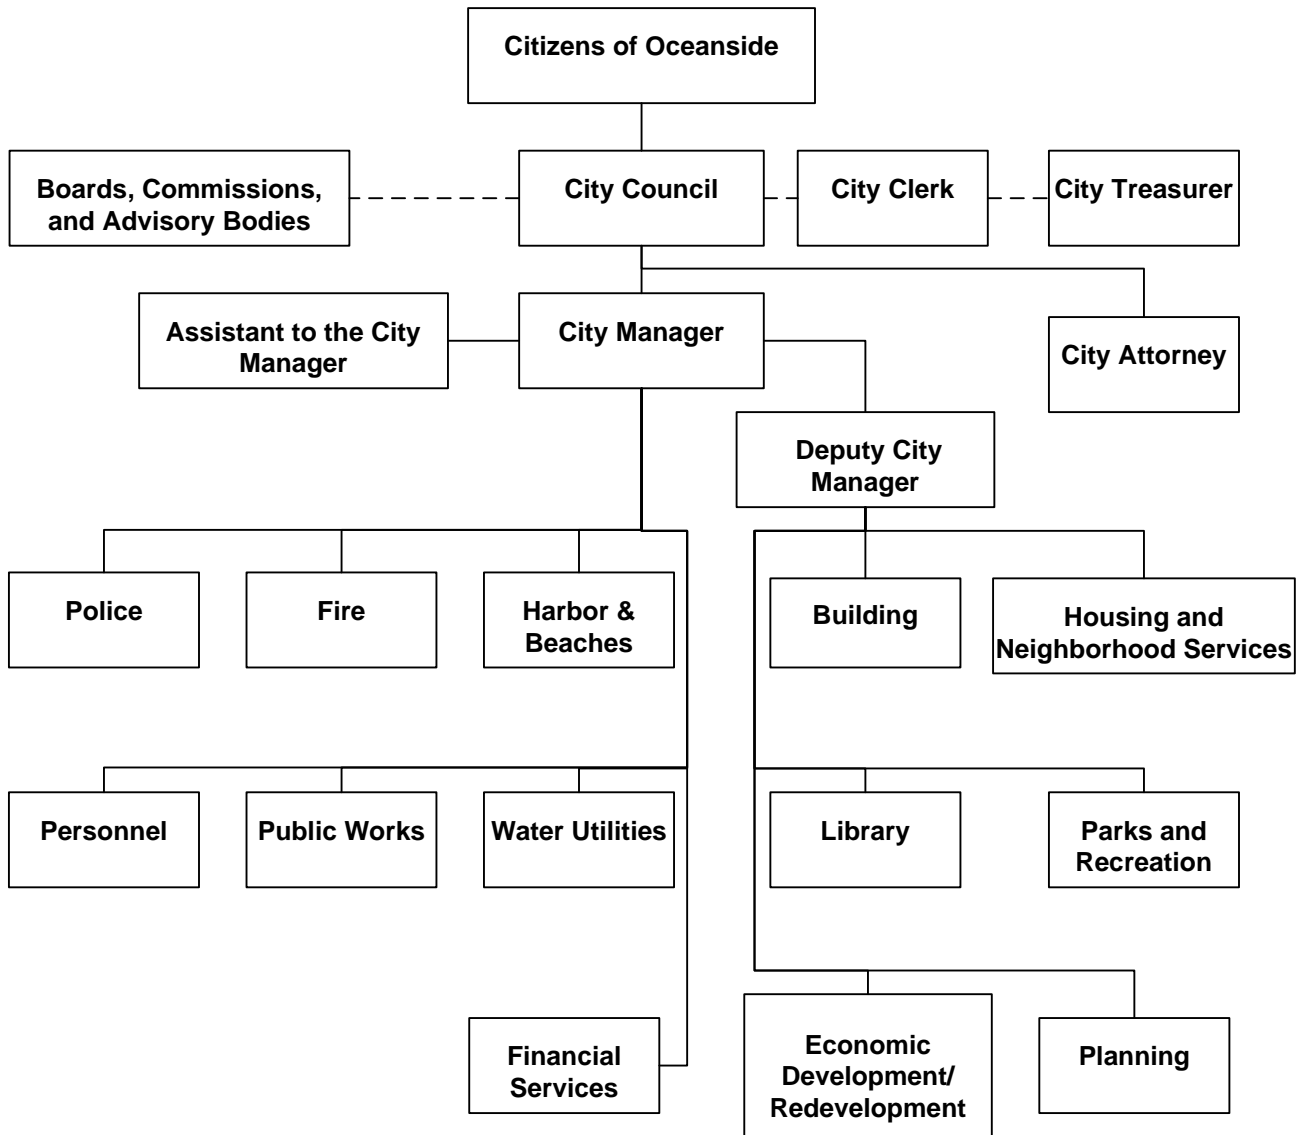 Citizens of Oceanside
Boards, Commissions,
and Advisory Bodies
City Council
City Clerk
City Treasurer
Assistant to the City
Manager
City Manager
City Attorney
Deputy City
Manager
Police
Fire
Harbor &
Beaches
Building
Housing and
Neighborhood Services
Personnel
Public Works
Water Utilities
Library
Parks and
Recreation
Financial
Services
Economic
Development/
Redevelopment
Planning